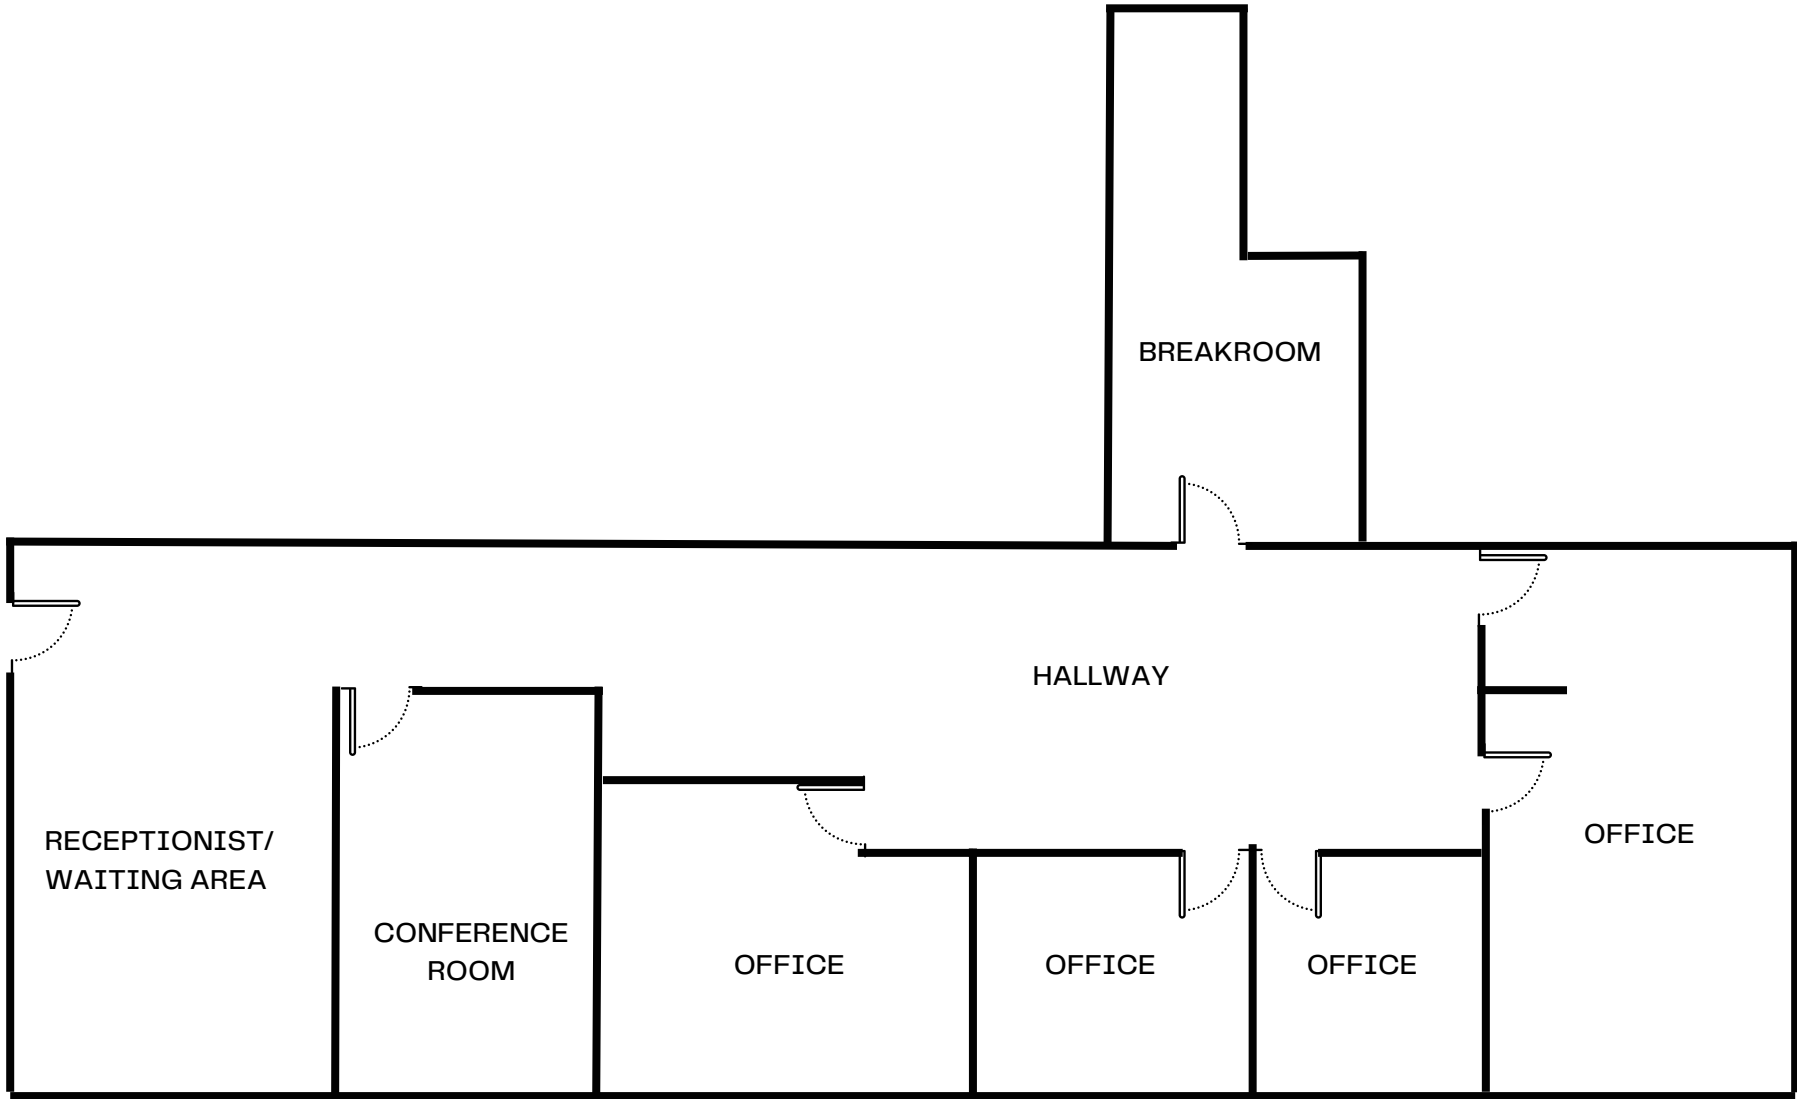 BREAKROOM
HALLWAY
RECEPTIONIST/
WAITING AREA
CONFERENCE
ROOM
OFFICE
OFFICE
OFFICE
OFFICE